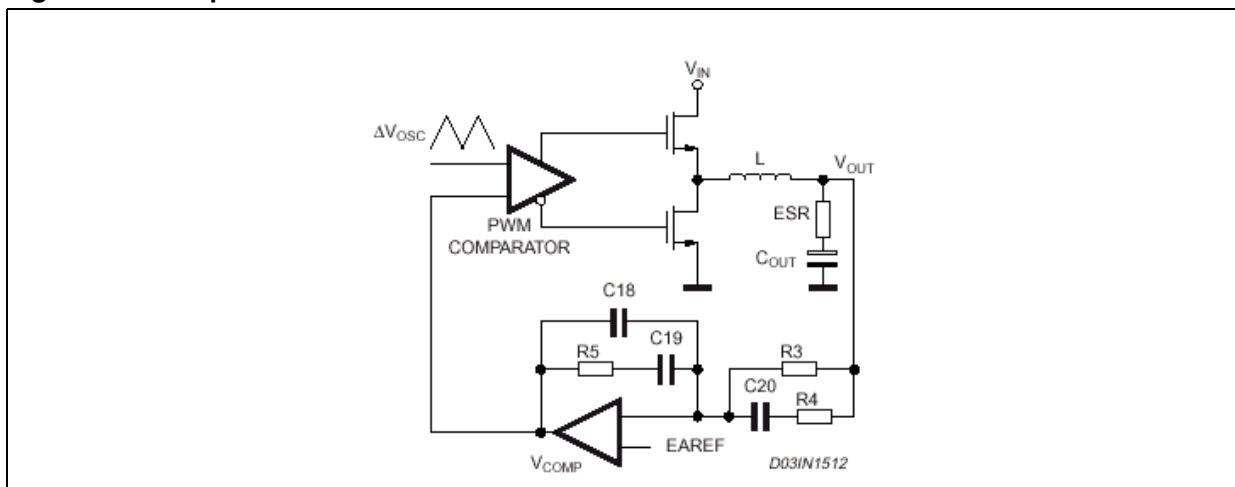 V_IN
ΔV_OSC
L
V_OUT
ESR
PWM
COMPARATOR
C_OUT
C18
C19
R5
R3
C20
R4
EAREF
V_COMP
D03IN1512